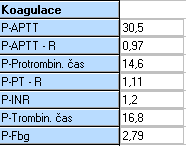 Koagulace
P-APTT 30,5
P-APTT - R 0,97
P-Protrombin. čas 14,6
P-PT - R 1,11
P-INR 1,2
P-Trombin. čas 16,8
P-Fbg 2,79